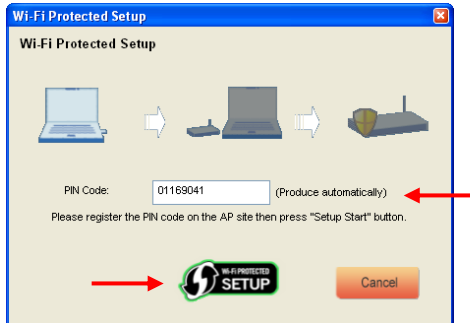 Wi-Fi Protected Setup
Wi-Fi Protected Setup
PIN Code: 01169041 (Produce automatically)
Please register the PIN code on the AP site then press "Setup Start" button.
WI-FI PROTECTED
SETUP
Cancel